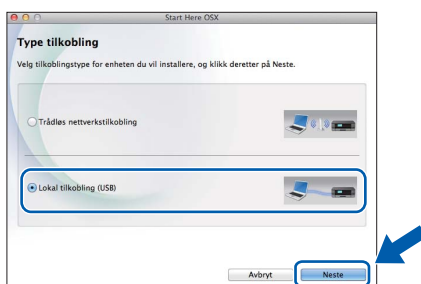 Start Here OSX
Type tilkobling
Velg tilkoblingstype for enheten du vil installere, og klikk deretter på Neste.
Trådløs nettverkstilkobling
Lokal tilkobling (USB)
Avbryt Neste